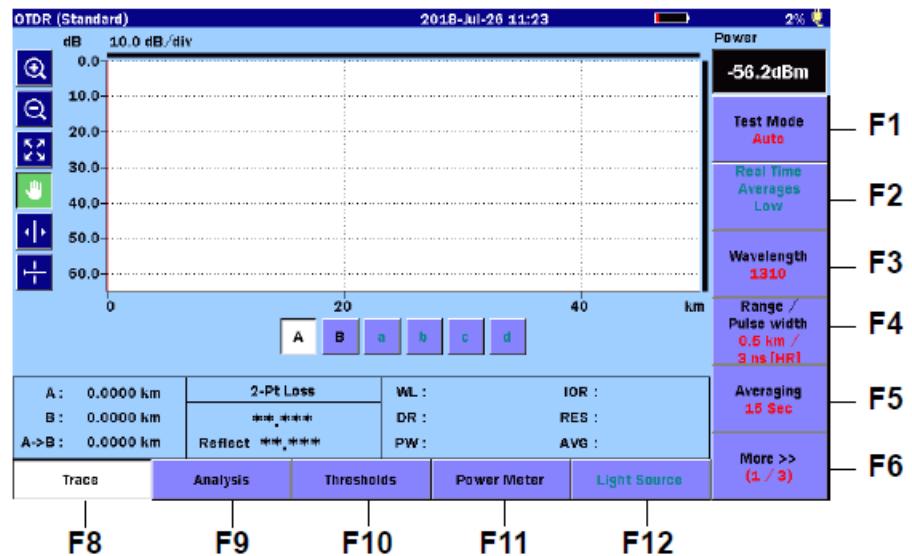 OTDR (Standard) 2018-Jul-26 11:23 2%
dB 10.0 dB/div Power
-56.2dBm
0.0
10.0
20.0
30.0
40.0
50.0
60.0
0 20 40 km
Test Mode
Auto
F1
Real Time
Averages
Low
F2
Wavelength
1310
F3
Range /
Pulse width
0.5 km /
3 ns [HR]
F4
Averaging
15 Sec
F5
More >>
(1 / 3)
F6
A B a b c d
A : 0.0000 km 2-Pt Loss WL : IOR :
B : 0.0000 km **.*** DR : RES :
A->B : 0.0000 km Reflect **.*** PW : AVG :
Trace Analysis Thresholds Power Meter Light Source
F8 F9 F10 F11 F12